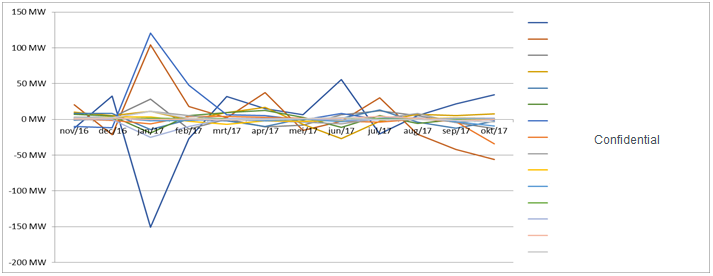 150 MW
100 MW
50 MW
0 MW
-50 MW
-100 MW
-150 MW
-200 MW
nov/16 dec/16 jan/17 feb/17 mrt/17 apr/17 mei/17 jun/17 jul/17 aug/17 sep/17 okt/17
Confidential